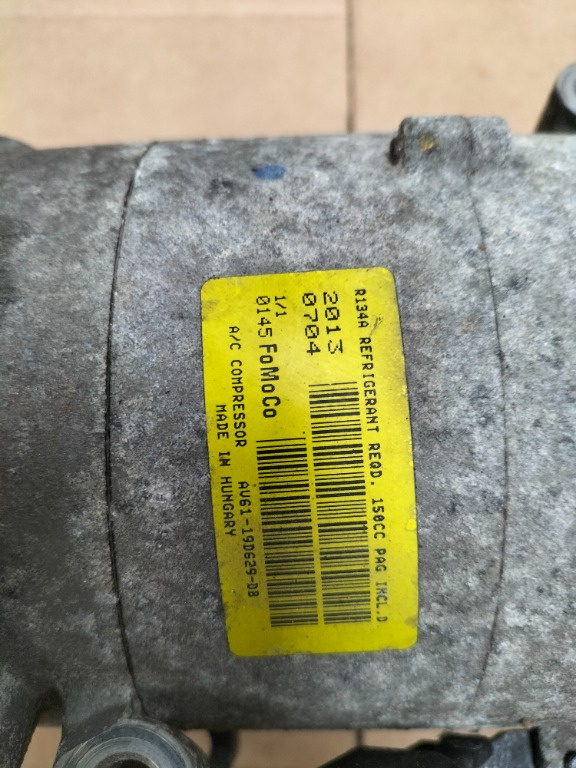 R134A REFRIGERANT REQD. 150CC PAG INCL.D
2013
0704
1/1
0145 FoMoCo
A/C COMPRESSOR AV61-19D629-DB
MADE IN HUNGARY